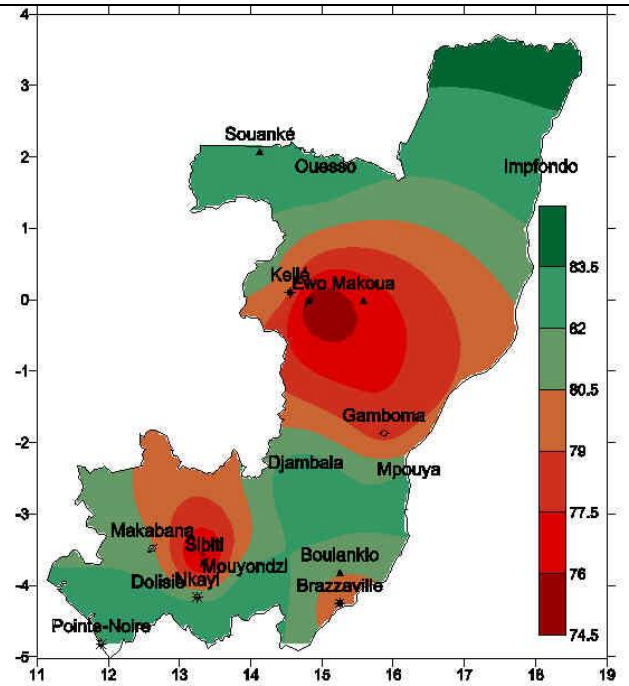 4
3
Souanké
2
Ouesso
Impfondo
1
83.5
Kellé
Ewo Makoua
0
82
80.5
-1
Gamboma
79
-2
Djambala
Mpouya
77.5
-3
Makabana
Sibiti
76
Mouyondzi
Boulankio
-4
Dolisie
Nkayi
Brazzaville
Pointe-Noire
74.5
-5
11 12 13 14 15 16 17 18 19